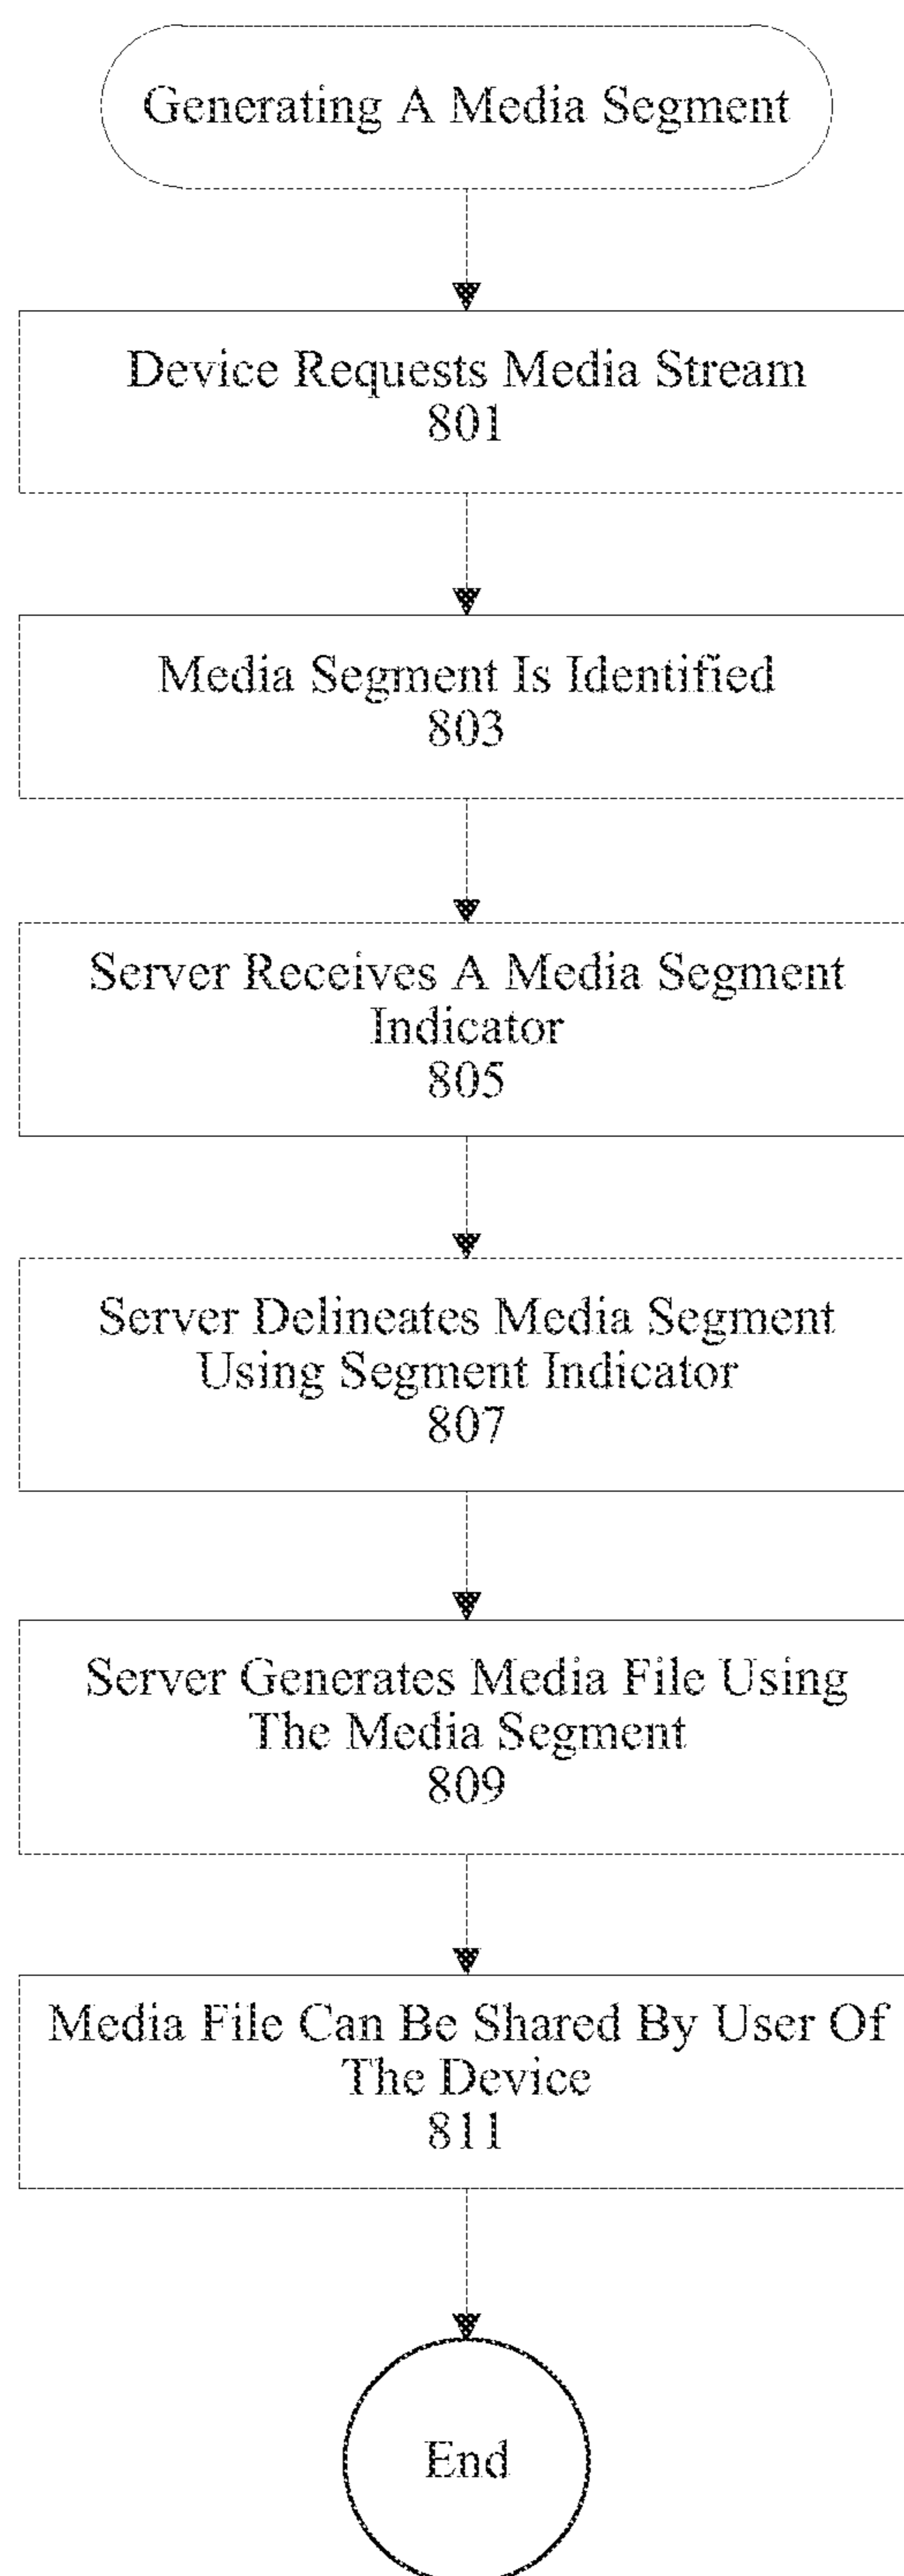 Generating A Media Segment
Device Requests Media Stream
801
Media Segment Is Identified
803
Server Receives A Media Segment
Indicator
805
Server Delineates Media Segment
Using Segment Indicator
807
Server Generates Media File Using
The Media Segment
809
Media File Can Be Shared By User Of
The Device
811
End